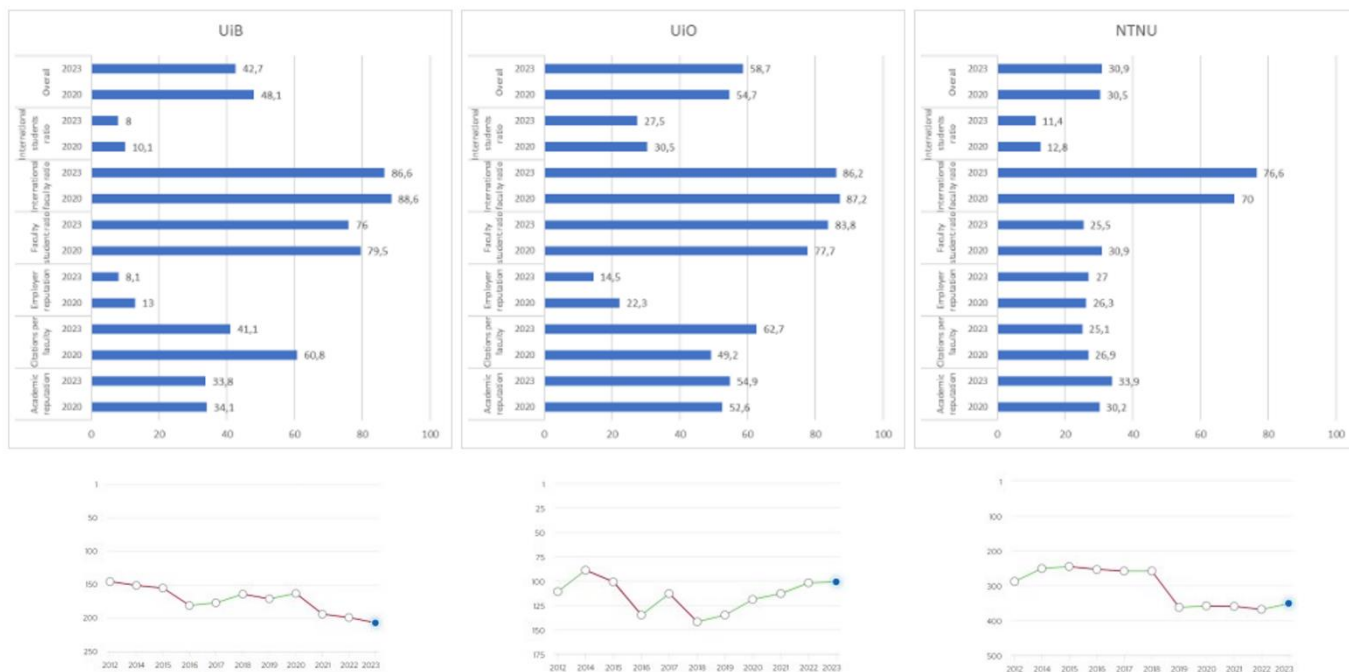 UiB
Overall
2023
42,7
2020
48,1
International
students
ratio
2023
8
2020
10,1
International
faculty ratio
2023
86,6
2020
88,6
Faculty
student ratio
2023
76
2020
79,5
Employer
reputation
2023
8,1
2020
13
Citations per
faculty
2023
41,1
2020
60,8
Academic
reputation
2023
33,8
2020
34,1
0 20 40 60 80 100
UiO
Overall
2023
58,7
2020
54,7
International
students
ratio
2023
27,5
2020
30,5
International
faculty ratio
2023
86,2
2020
87,2
Faculty
student ratio
2023
83,8
2020
77,7
Employer
reputation
2023
14,5
2020
22,3
Citations per
faculty
2023
62,7
2020
49,2
Academic
reputation
2023
54,9
2020
52,6
0 20 40 60 80 100
NTNU
Overall
2023
30,9
2020
30,5
International
students
ratio
2023
11,4
2020
12,8
International
faculty ratio
2023
76,6
2020
70
Faculty
student ratio
2023
25,5
2020
30,9
Employer
reputation
2023
27
2020
26,3
Citations per
faculty
2023
25,1
2020
26,9
Academic
reputation
2023
33,9
2020
30,2
0 20 40 60 80 100
1
50
100
150
200
250
2012 2014 2015 2016 2017 2018 2019 2020 2021 2022 2023
1
25
50
75
100
125
150
175
2012 2014 2015 2016 2017 2018 2019 2020 2021 2022 2023
1
100
200
300
400
500
2012 2014 2015 2016 2017 2018 2019 2020 2021 2022 2023